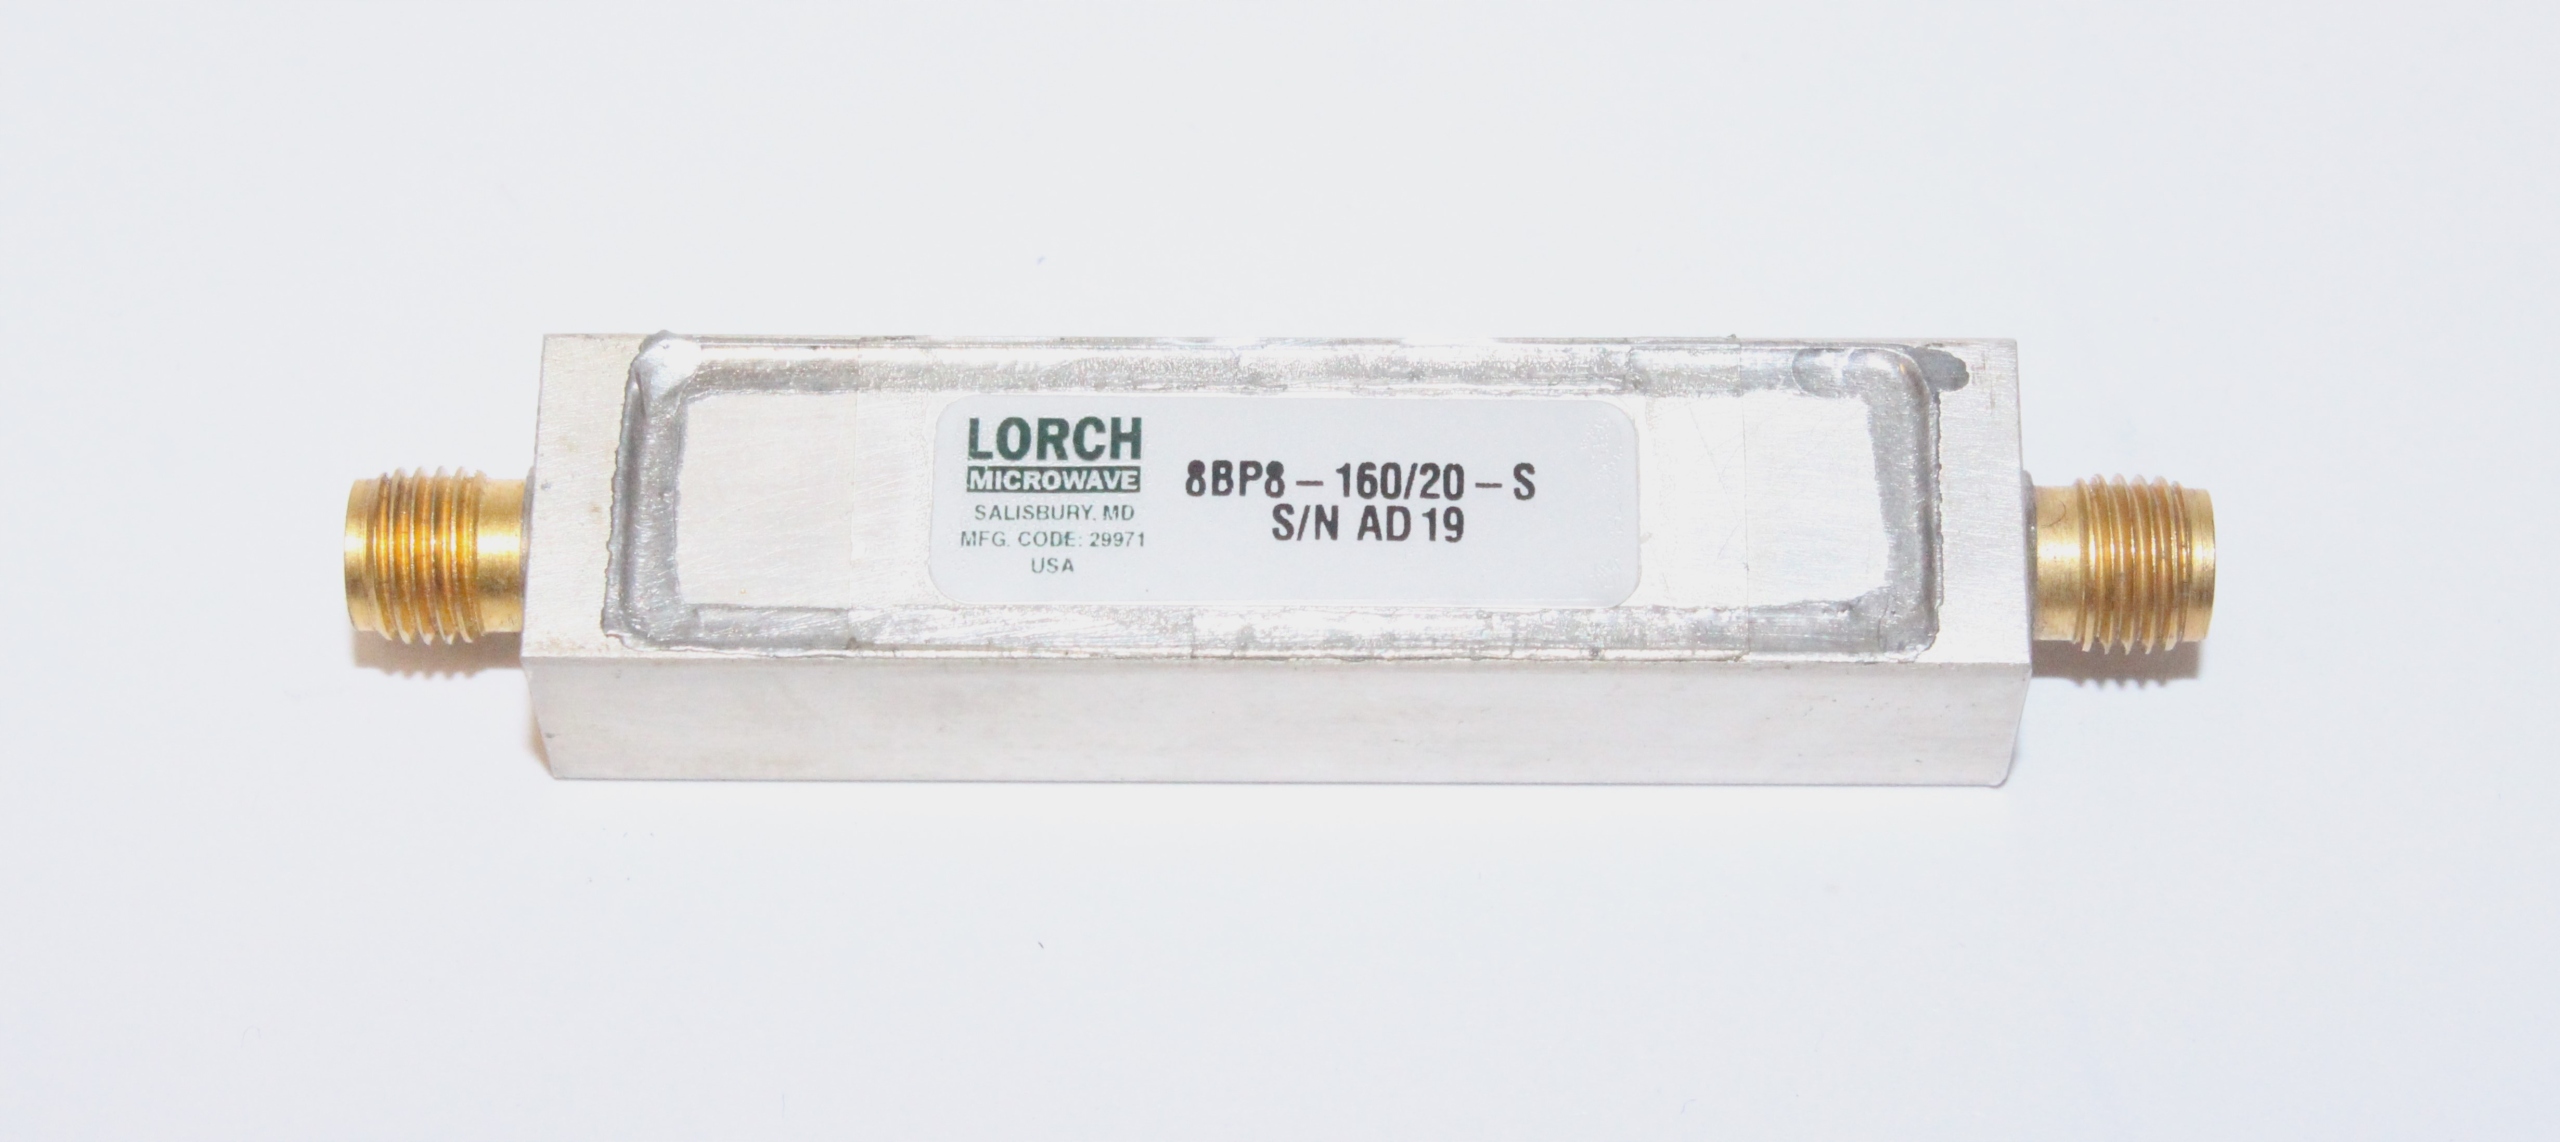 LORCH
MICROWAVE
SALISBURY, MD
MFG. CODE: 29971
USA
8BP8-160/20-S
S/N AD19